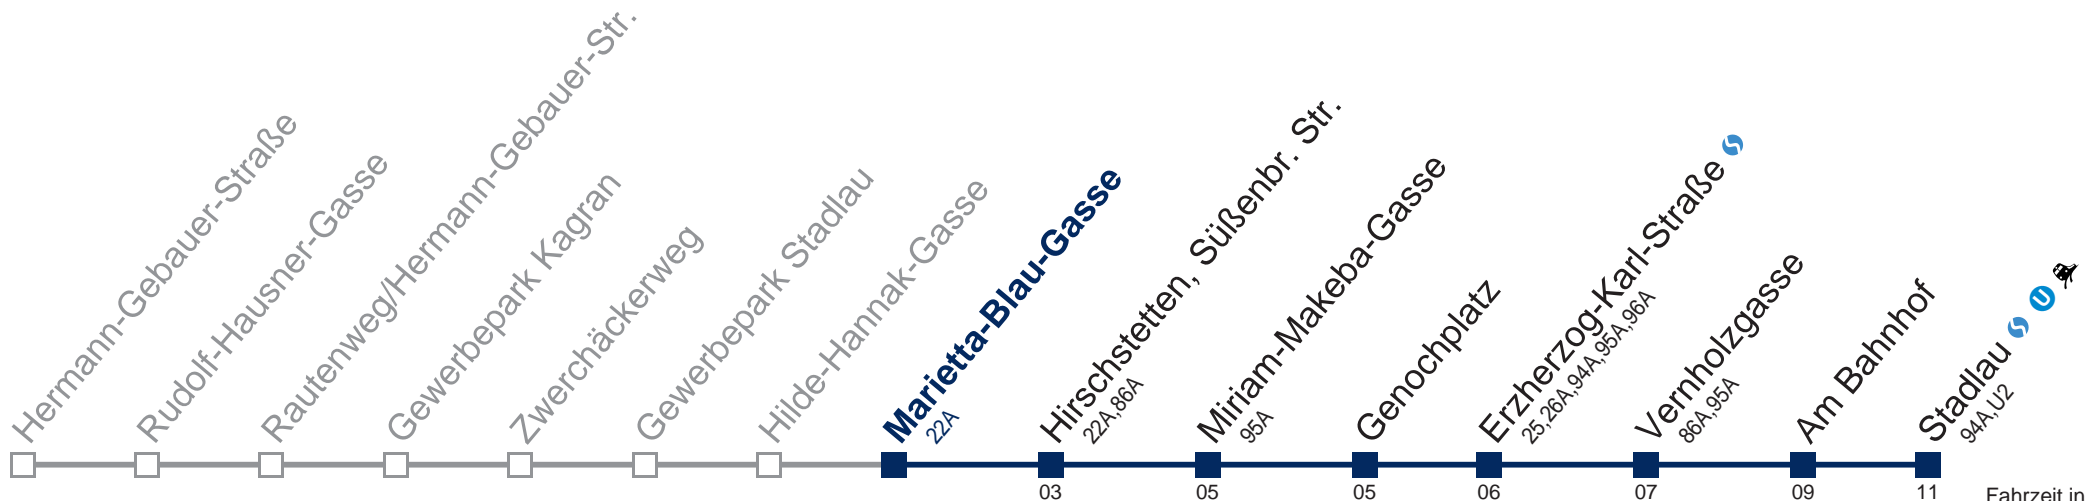 Hermann-Gebauer-Straße
Rudolf-Hausner-Gasse
Rautenweg/Hermann-Gebauer-Str.
Gewerbepark Kagran
Zwerchäckerweg
Gewerbepark Stadlau
Hilde-Hannak-Gasse
Marietta-Blau-Gasse
22A
Hirschstetten, Süßenbr. Str.
22A,86A
Miriam-Makeba-Gasse
95A
Genochplatz
Erzherzog-Karl-Straße
25,26A,94A,95A,96A
Vernholzgasse
86A,95A
Am Bahnhof
Stadlau U
94A,U2
03 05 05 06 07 09 11 Fahrzeit in